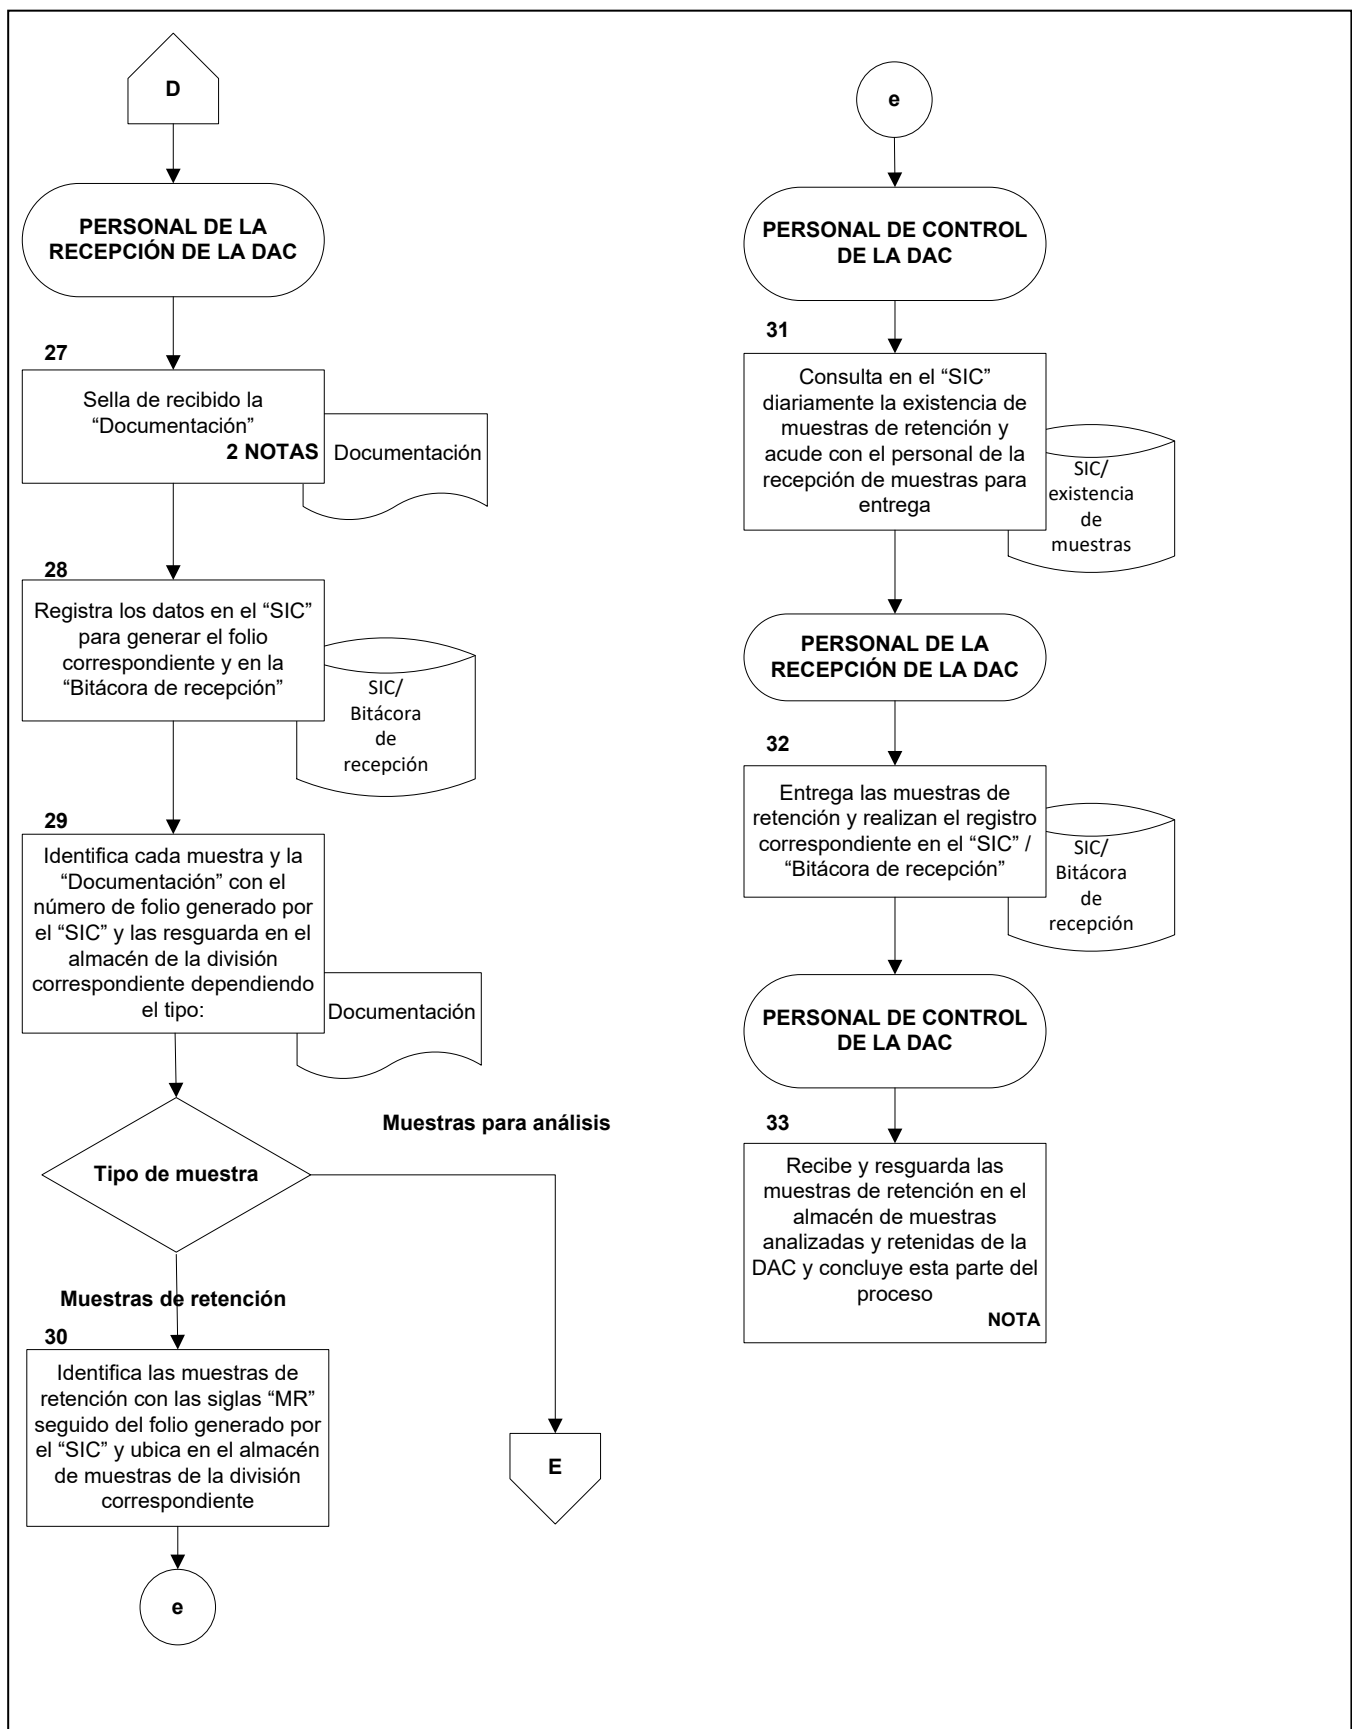 D
PERSONAL DE LA
RECEPCIÓN DE LA DAC
27
Sella de recibido la
“Documentación”
2 NOTAS
Documentación
28
Registra los datos en el “SIC”
para generar el folio
correspondiente y en la
“Bitácora de recepción”
SIC/
Bitácora
de
recepción
29
Identifica cada muestra y la
“Documentación” con el
número de folio generado por
el “SIC” y las resguarda en el
almacén de la división
correspondiente dependiendo
el tipo:
Documentación
Tipo de muestra
Muestras para análisis
Muestras de retención
30
Identifica las muestras de
retención con las siglas “MR”
seguido del folio generado por
el “SIC” y ubica en el almacén
de muestras de la división
correspondiente
E
e
e
PERSONAL DE CONTROL
DE LA DAC
31
Consulta en el “SIC”
diariamente la existencia de
muestras de retención y
acude con el personal de la
recepción de muestras para
entrega
SIC/
existencia
de
muestras
PERSONAL DE LA
RECEPCIÓN DE LA DAC
32
Entrega las muestras de
retención y realizan el registro
correspondiente en el “SIC” /
“Bitácora de recepción”
SIC/
Bitácora
de
recepción
PERSONAL DE CONTROL
DE LA DAC
33
Recibe y resguarda las
muestras de retención en el
almacén de muestras
analizadas y retenidas de la
DAC y concluye esta parte del
proceso
NOTA